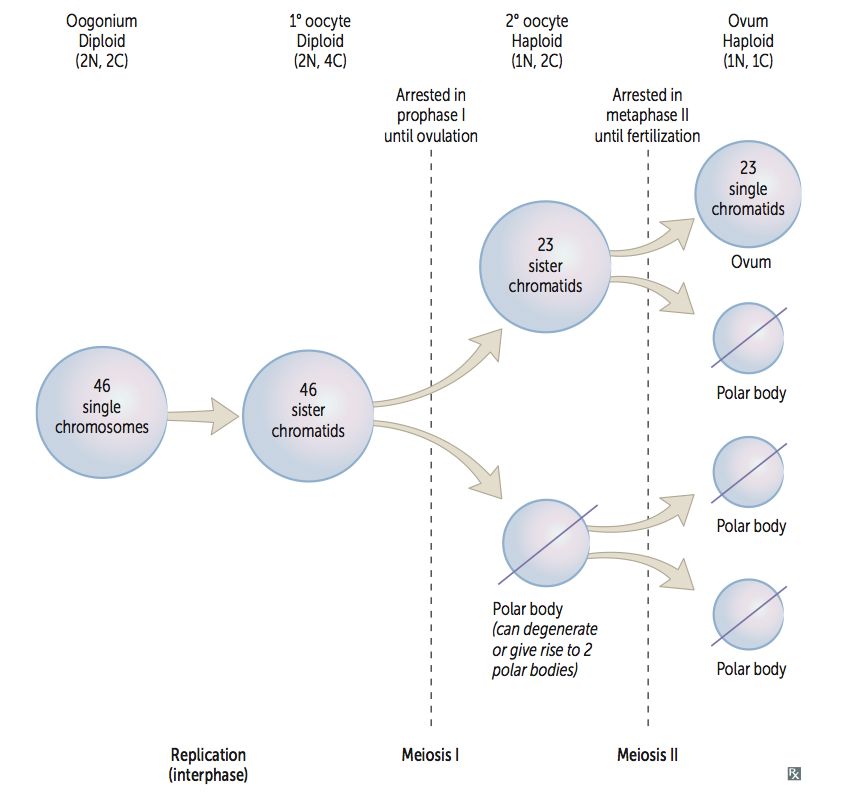 Oogonium
Diploid
(2N, 2C)
1° oocyte
Diploid
(2N, 4C)
2° oocyte
Haploid
(1N, 2C)
Ovum
Haploid
(1N, 1C)
Arrested in
prophase I
until ovulation
Arrested in
metaphase II
until fertilization
46
single
chromosomes
46
sister
chromatids
23
sister
chromatids
23
single
chromatids
Ovum
Polar body
Polar body
Polar body
(can degenerate
or give rise to 2
polar bodies)
Polar body
Replication
(interphase)
Meiosis I
Meiosis II
Rx